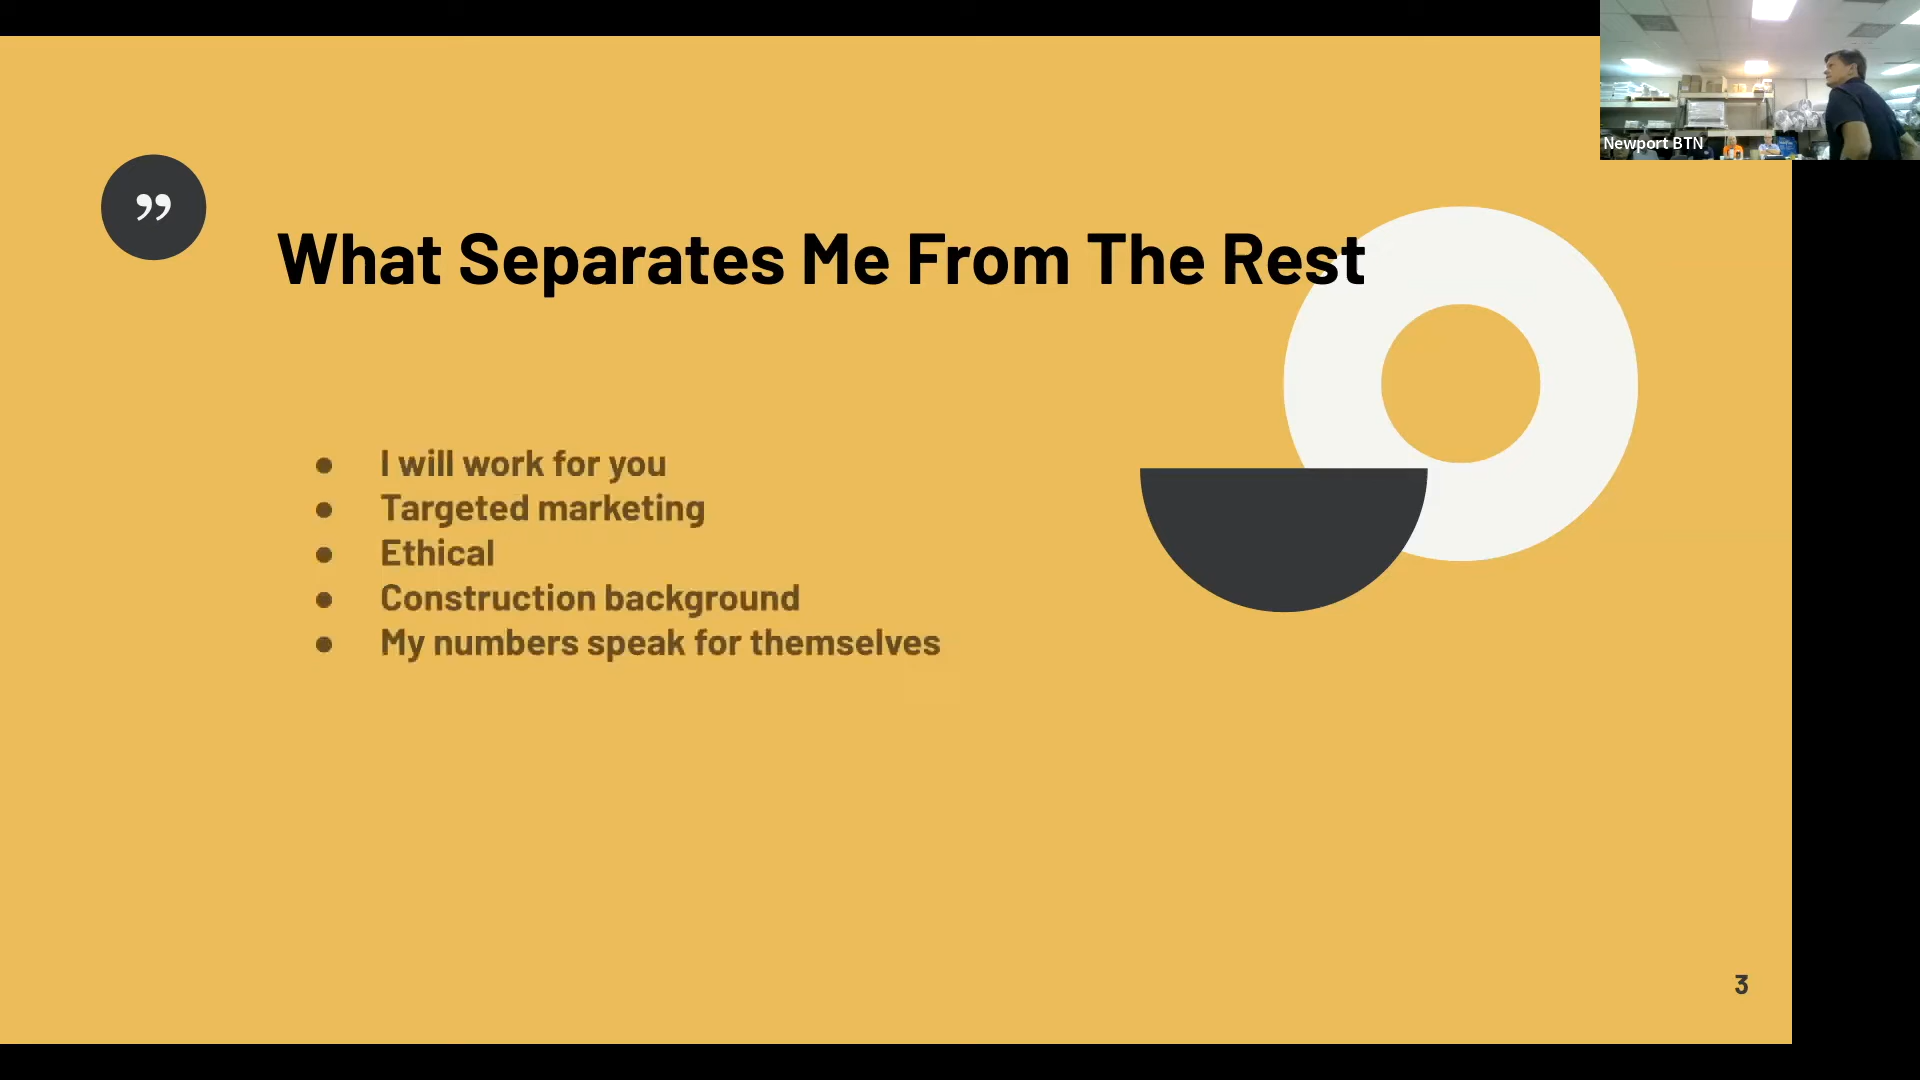 Newport BTN
”
What Separates Me From The Rest
● I will work for you
● Targeted marketing
● Ethical
● Construction background
● My numbers speak for themselves
3